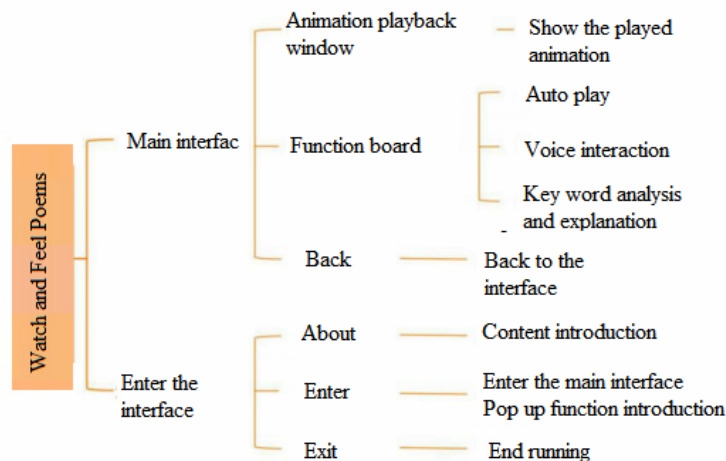 Watch and Feel Poems
Main interfac
Animation playback
window
Show the played
animation
Function board
Auto play
Voice interaction
Key word analysis
and explanation
Back
Back to the
interface
Enter the
interface
About
Content introduction
Enter
Enter the main interface
Pop up function introduction
Exit
End running